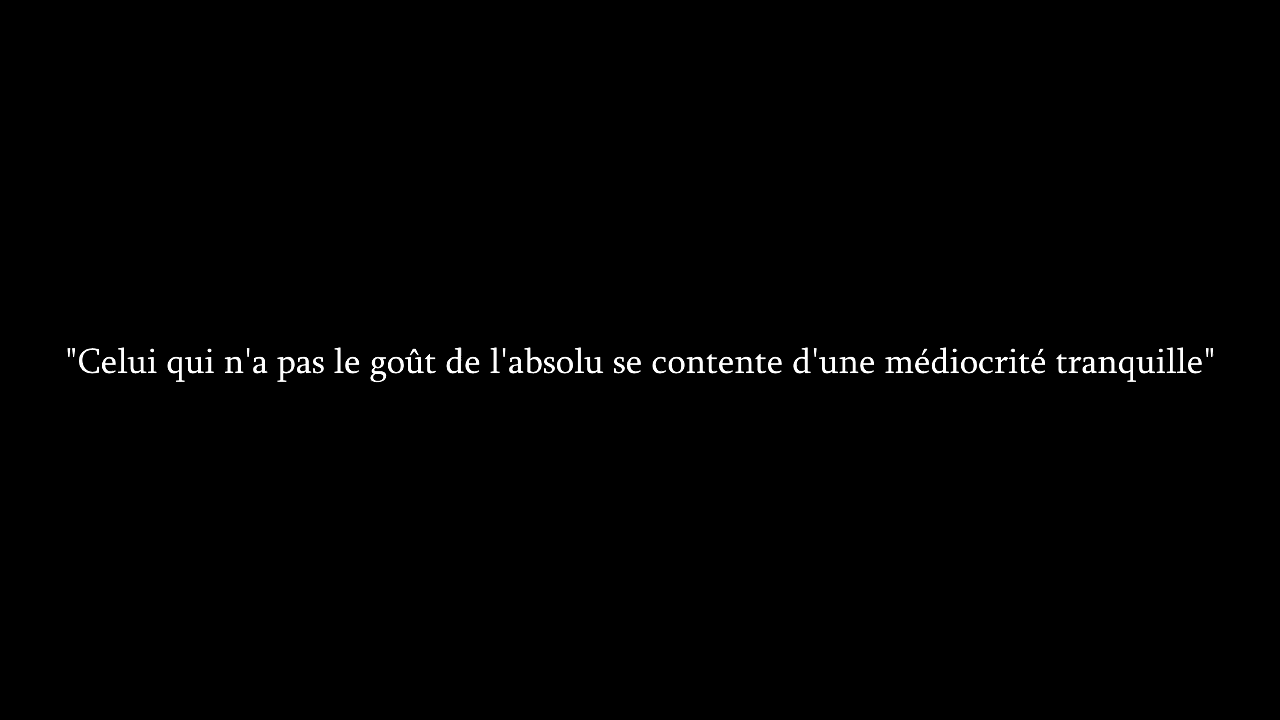 "Celui qui n'a pas le goût de l'absolu se contente d'une médiocrité tranquille"